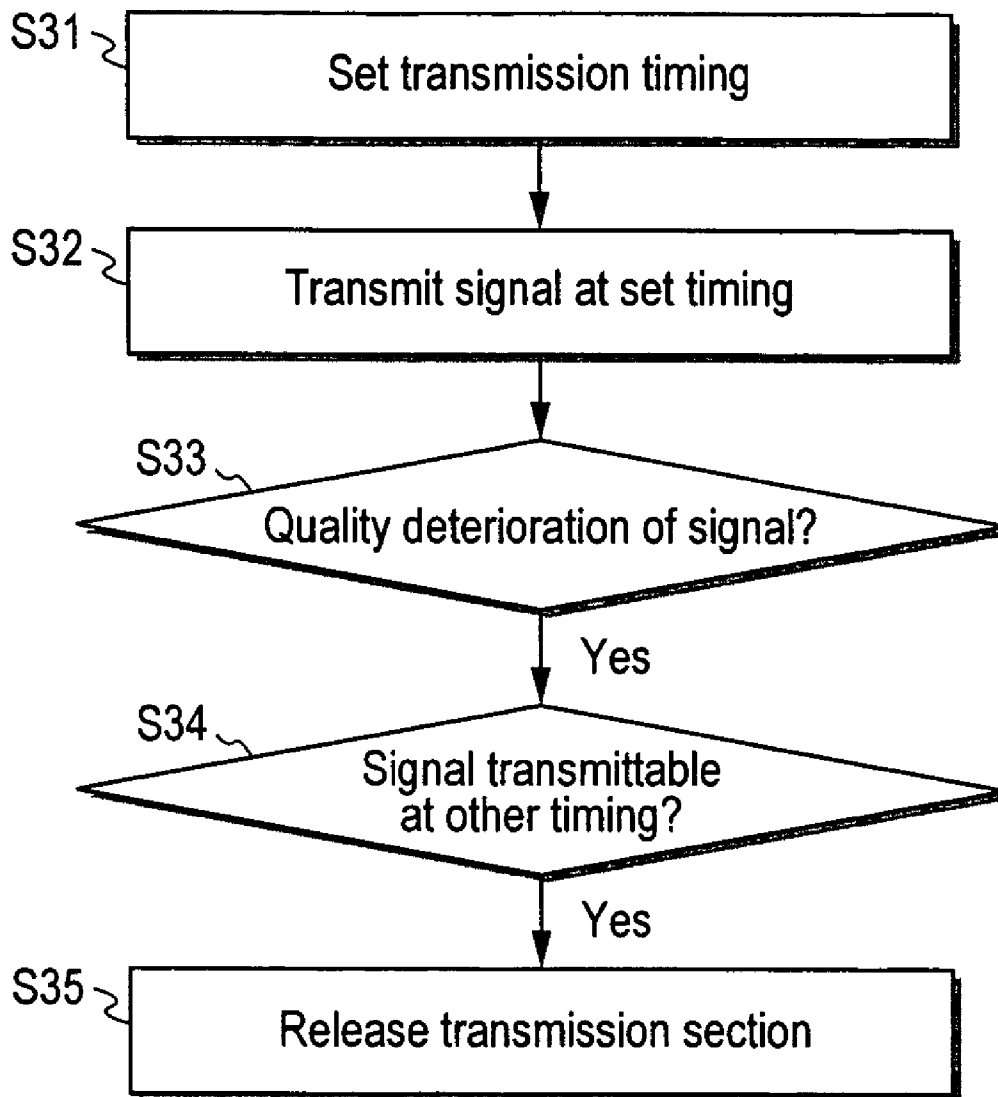 S31
Set transmission timing
S32
Transmit signal at set timing
S33
Quality deterioration of signal?
Yes
S34
Signal transmittable
at other timing?
Yes
S35
Release transmission section